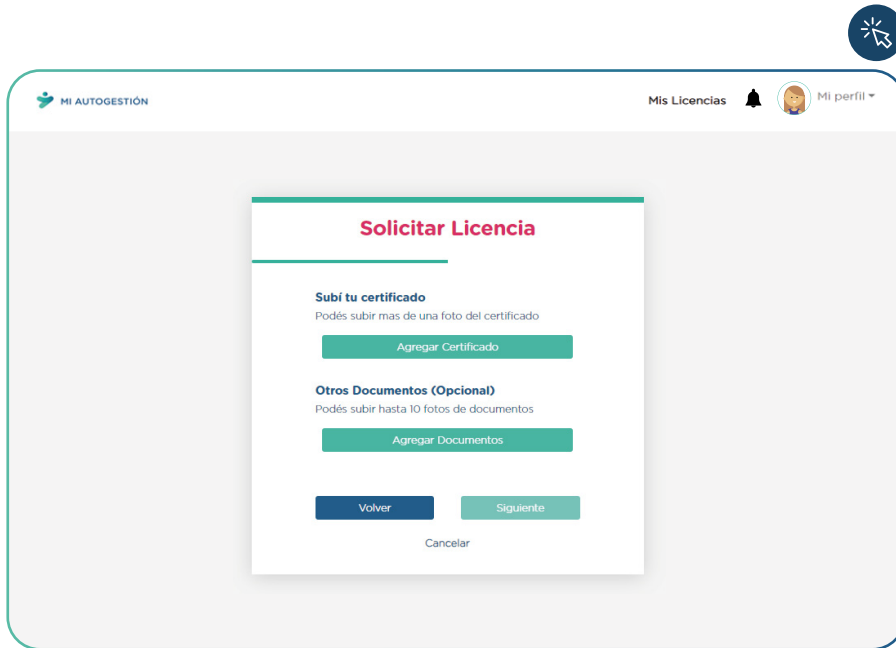 MI AUTOGESTIÓN
Mis Licencias
Mi perfil
Solicitar Licencia
Subí tu certificado
Podés subir mas de una foto del certificado
Agregar Certificado
Otros Documentos (Opcional)
Podés subir hasta 10 fotos de documentos
Agregar Documentos
Volver
Siguiente
Cancelar